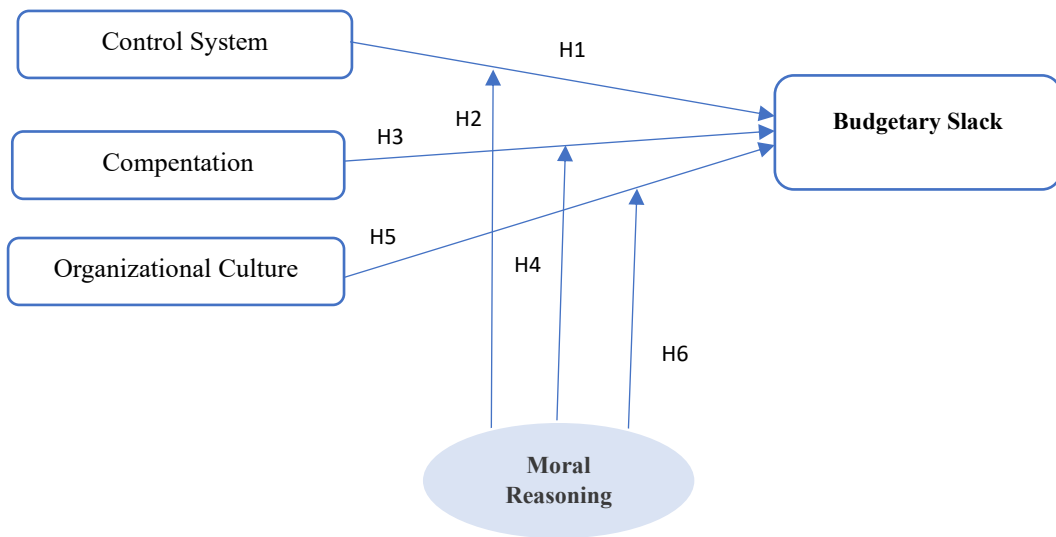 Control System
H1
H2
Budgetary Slack
H3
Compentation
H5
Organizational Culture
H4
H6
Moral
Reasoning